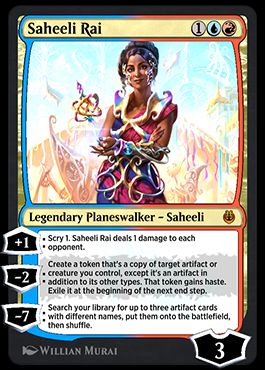 Saheeli Rai 1
Legendary Planeswalker – Saheeli
+1 Scry 1. Saheeli Rai deals 1 damage to each
opponent.
-2 Create a token that's a copy of target artifact or
creature you control, except it's an artifact in
addition to its other types. That token gains haste.
Exile it at the beginning of the next end step.
-7 Search your library for up to three artifact cards
with different names, put them onto the battlefield,
then shuffle.
3
Willian Murai